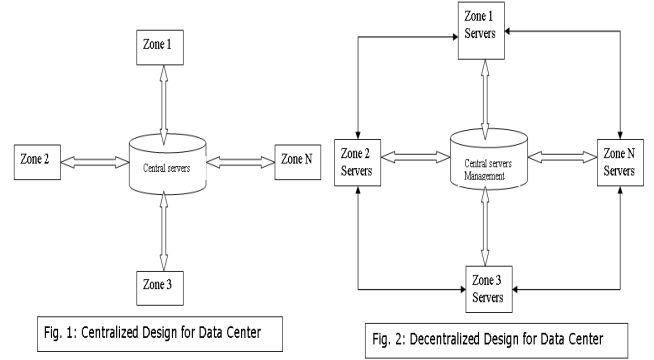 Zone 1
Zone 2
Central servers
Zone N
Zone 3
Fig. 1: Centralized Design for Data Center
Zone 1
Servers
Zone 2
Servers
Central servers
Management
Zone N
Servers
Zone 3
Servers
Fig. 2: Decentralized Design for Data Center